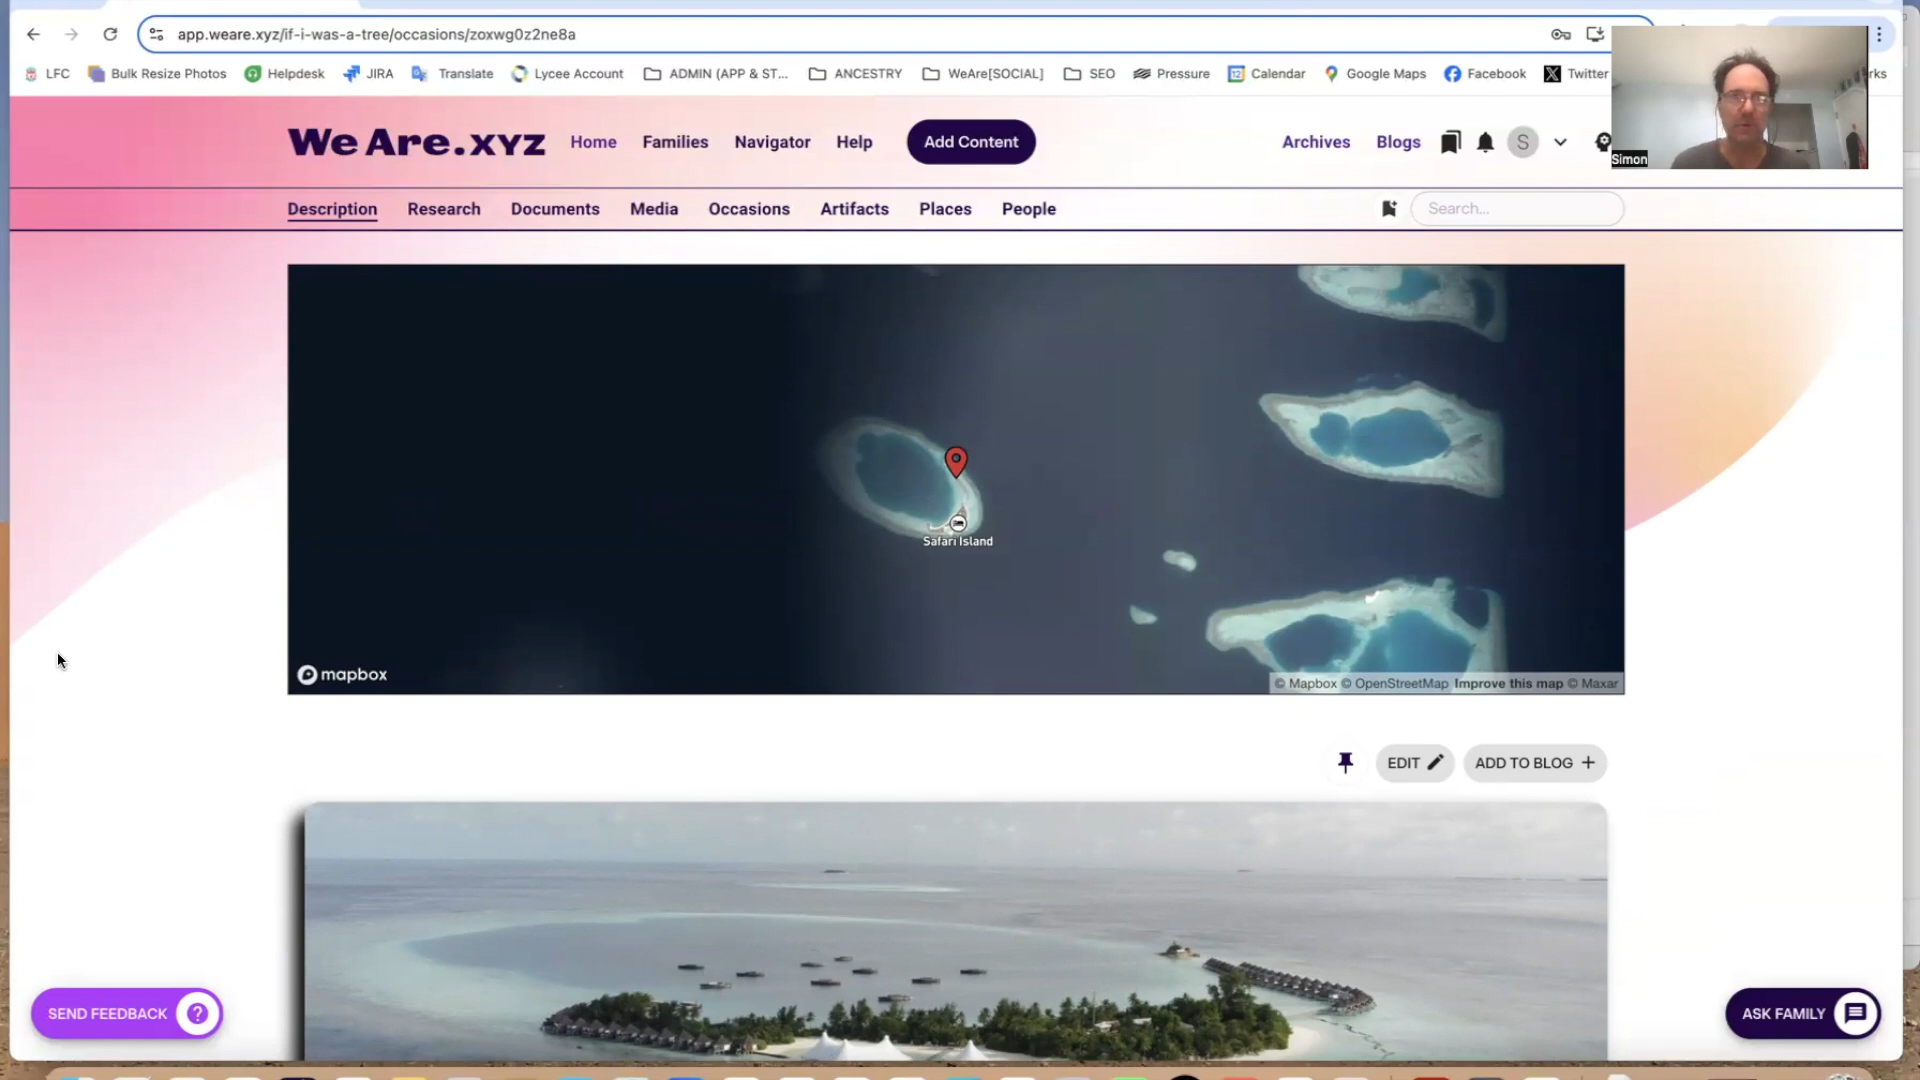 app.weare.xyz/if-i-was-a-tree/occasions/zoxwg0z2ne8a
LFC Bulk Resize Photos Helpdesk JIRA Translate Lycee Account ADMIN (APP & ST... ANCESTRY WeAre[SOCIAL] SEO Pressure Calendar Google Maps Facebook Twitter rks
Simon
We Are.xyz Home Families Navigator Help Add Content Archives Blogs S
Description Research Documents Media Occasions Artifacts Places People Search...
Safari Island
mapbox © Mapbox © OpenStreetMap Improve this map © Maxar
EDIT ADD TO BLOG +
SEND FEEDBACK ? ASK FAMILY